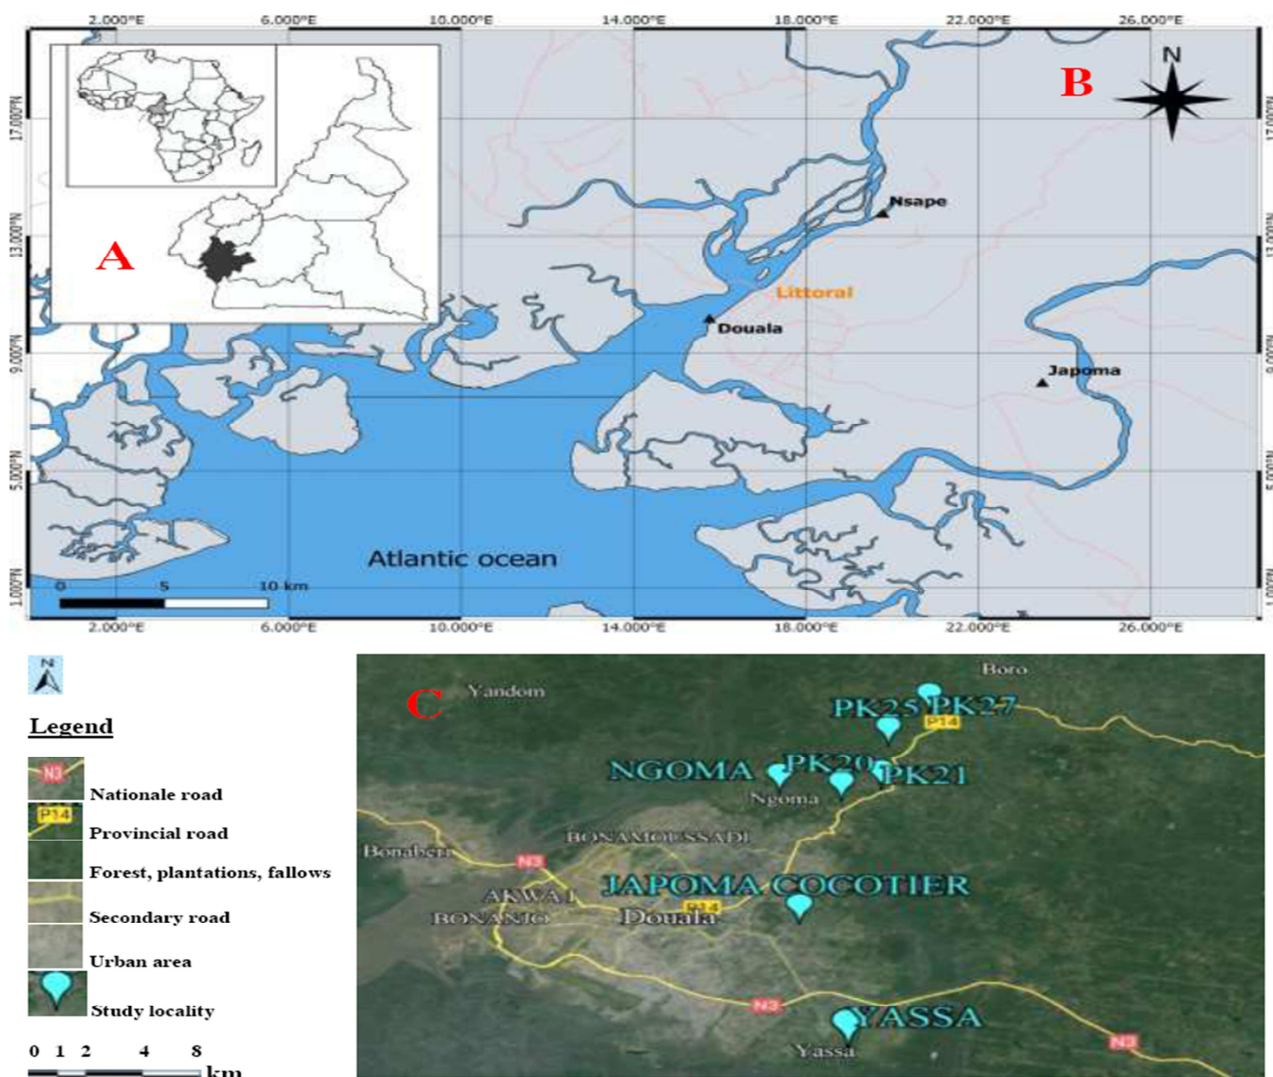 2.000°E 6.000°E 10.000°E 14.000°E 18.000°E 22.000°E 26.000°E
N
B
17.000°N
Nsape
13.000°N
A
Littoral
Douala
9.000°N
Japoma
5.000°N
Atlantic ocean
0 5 10 km
1.000°N
2.000°E 6.000°E 10.000°E 14.000°E 18.000°E 22.000°E 26.000°E
N
Legend
N3 Nationale road
P14 Provincial road
Forest, plantations, fallows
Secondary road
Urban area
Study locality
0 1 2 4 8
km
C
Yandom
Boro
PK25 PK27
P14
NGOMA PK20 PK21
Ngoma
BONAMOUSSADI
Bonaberi
N3
JAPOMA COCOTIER
AKWA I
BONANJO
P14
Douala
N3
YASSA
Yassa
N3